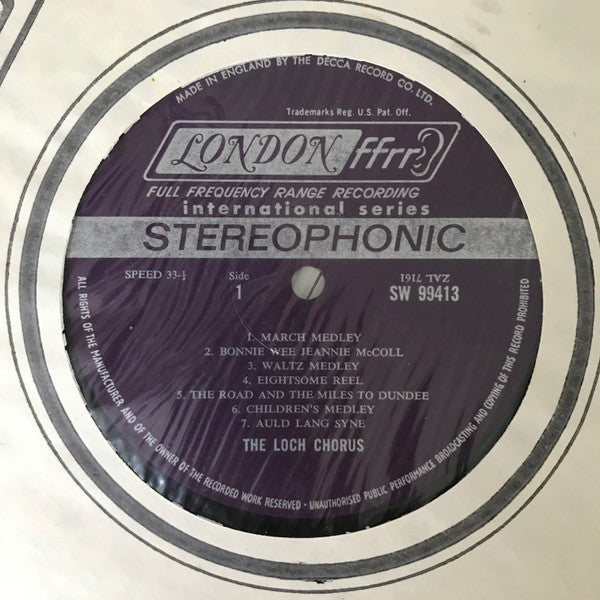 MADE IN ENGLAND BY THE DECCA RECORD CO. LTD.
Trademarks Reg. U.S. Pat. Off.
LONDON ffrr
FULL FREQUENCY RANGE RECORDING
international series
STEREOPHONIC
SPEED 33-⅓ Side ZAL 7161
1 SW 99413
1. MARCH MEDLEY
2. BONNIE WEE JEANNIE McCOLL
3. WALTZ MEDLEY
4. EIGHTSOME REEL
5. THE ROAD AND THE MILES TO DUNDEE
6. CHILDREN'S MEDLEY
7. AULD LANG SYNE
THE LOCH CHORUS
ALL RIGHTS OF THE MANUFACTURER AND OF THE OWNER OF THE RECORDED WORK RESERVED · UNAUTHORISED PUBLIC PERFORMANCE BROADCASTING AND COPYING OF THIS RECORD PROHIBITED